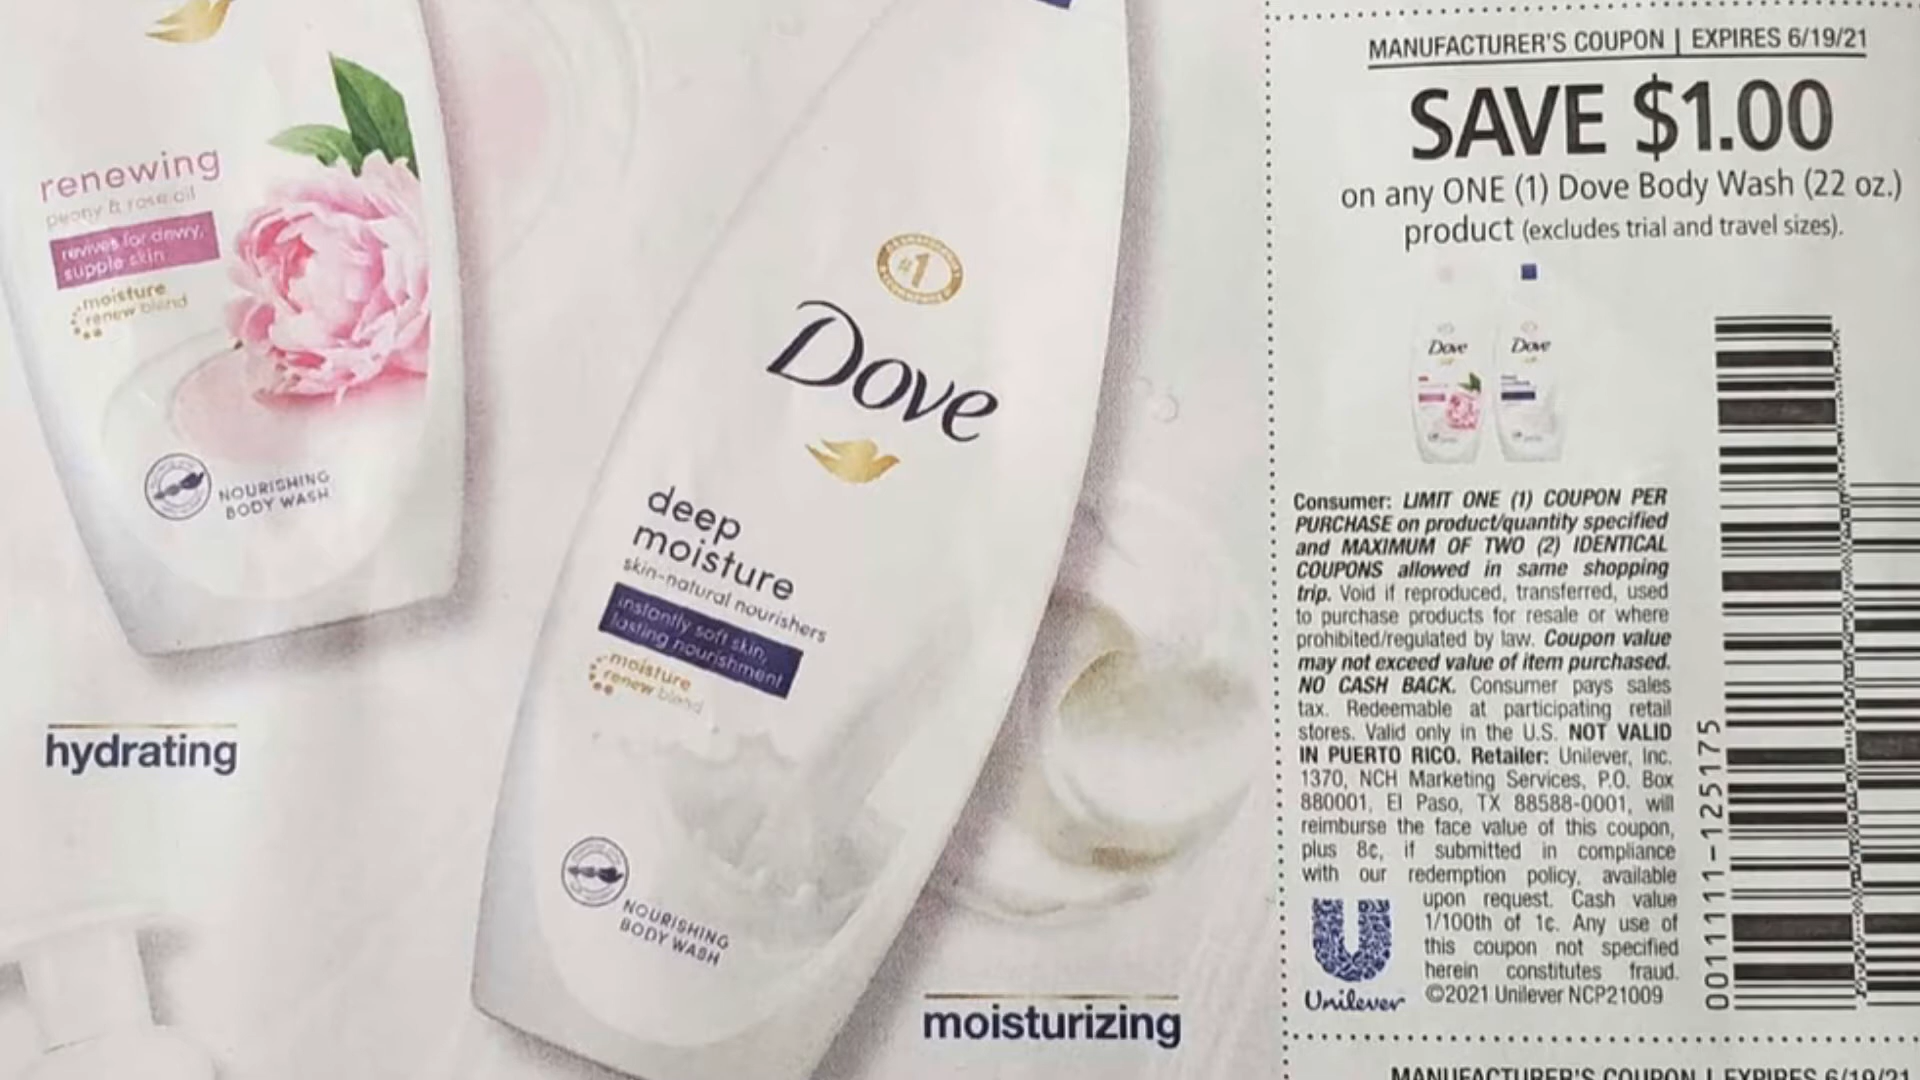 renewing
peony & rose oil
revives for dewy,
supple skin
moisture
renew blend
NOURISHING
BODY WASH
hydrating
#1
Dove
deep
moisture
skin-natural nourishers
instantly soft skin,
lasting nourishment
moisture
renew blend
NOURISHING
BODY WASH
moisturizing
MANUFACTURER'S COUPON | EXPIRES 6/19/21
SAVE $1.00
on any ONE (1) Dove Body Wash (22 oz.)
product (excludes trial and travel sizes).
Dove
Dove
Consumer: LIMIT ONE (1) COUPON PER
PURCHASE on product/quantity specified
and MAXIMUM OF TWO (2) IDENTICAL
COUPONS allowed in same shopping
trip. Void if reproduced, transferred, used
to purchase products for resale or where
prohibited/regulated by law. Coupon value
may not exceed value of item purchased.
NO CASH BACK. Consumer pays sales
tax. Redeemable at participating retail
stores. Valid only in the U.S. NOT VALID
IN PUERTO RICO. Retailer: Unilever, Inc.
1370, NCH Marketing Services, P.O. Box
880001, El Paso, TX 88588-0001, will
reimburse the face value of this coupon,
plus 8¢, if submitted in compliance
with our redemption policy, available
upon request. Cash value
1/100th of 1¢. Any use of
this coupon not specified
herein constitutes fraud.
©2021 Unilever NCP21009
Unilever
0011111-125175
MANUFACTURER'S COUPON | EXPIRES 6/19/21